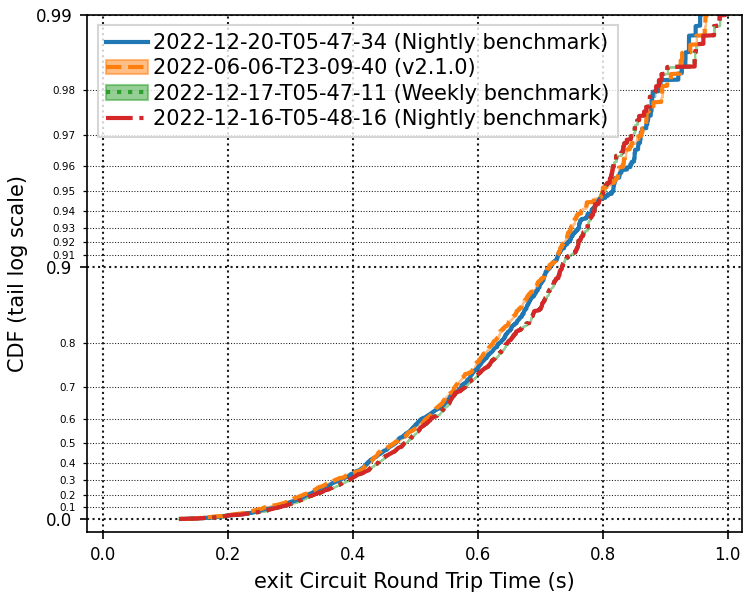 0.99
2022-12-20-T05-47-34 (Nightly benchmark)
2022-06-06-T23-09-40 (v2.1.0)
2022-12-17-T05-47-11 (Weekly benchmark)
2022-12-16-T05-48-16 (Nightly benchmark)
0.98
0.97
0.96
0.95
0.94
0.93
0.92
0.91
0.9
0.8
0.7
0.6
0.5
0.4
0.3
0.2
0.1
0.0
CDF (tail log scale)
0.0 0.2 0.4 0.6 0.8 1.0
exit Circuit Round Trip Time (s)